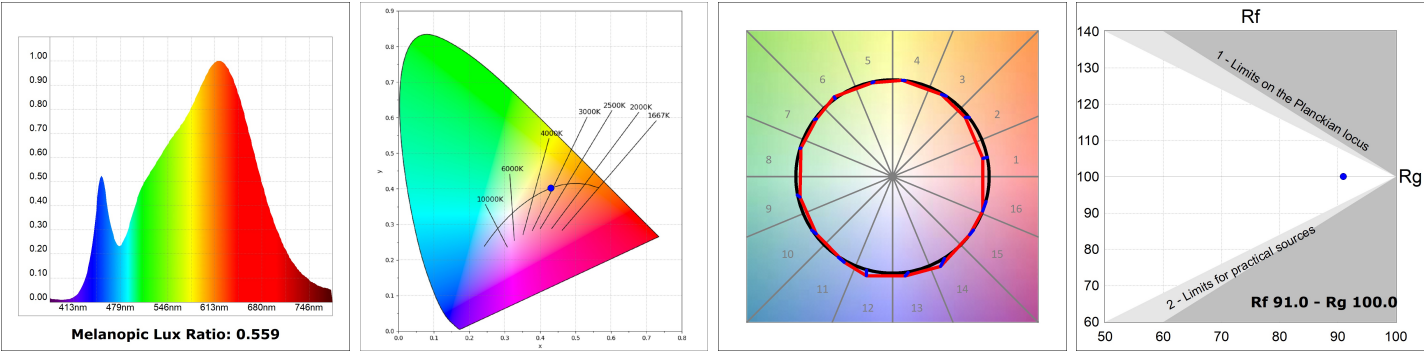 1.00
0.90
0.80
0.70
0.60
0.50
0.40
0.30
0.20
0.10
0.00
413nm 479nm 546nm 613nm 680nm 746nm
Melanopic Lux Ratio: 0.559
0.9
0.8
0.7
0.6
0.5
0.4
0.3
0.2
0.1
0.0
y
0.0 0.1 0.2 0.3 0.4 0.5 0.6 0.7 0.8
x
10000K
6000K
4000K
3000K
2500K
2000K
1667K
1
2
3
4
5
6
7
8
9
10
11
12
13
14
15
16
Rf
140
130
120
110
100
90
80
70
60
50 60 70 80 90 100
Rg
1 - Limits on the Planckian locus
2 - Limits for practical sources
Rf 91.0 - Rg 100.0